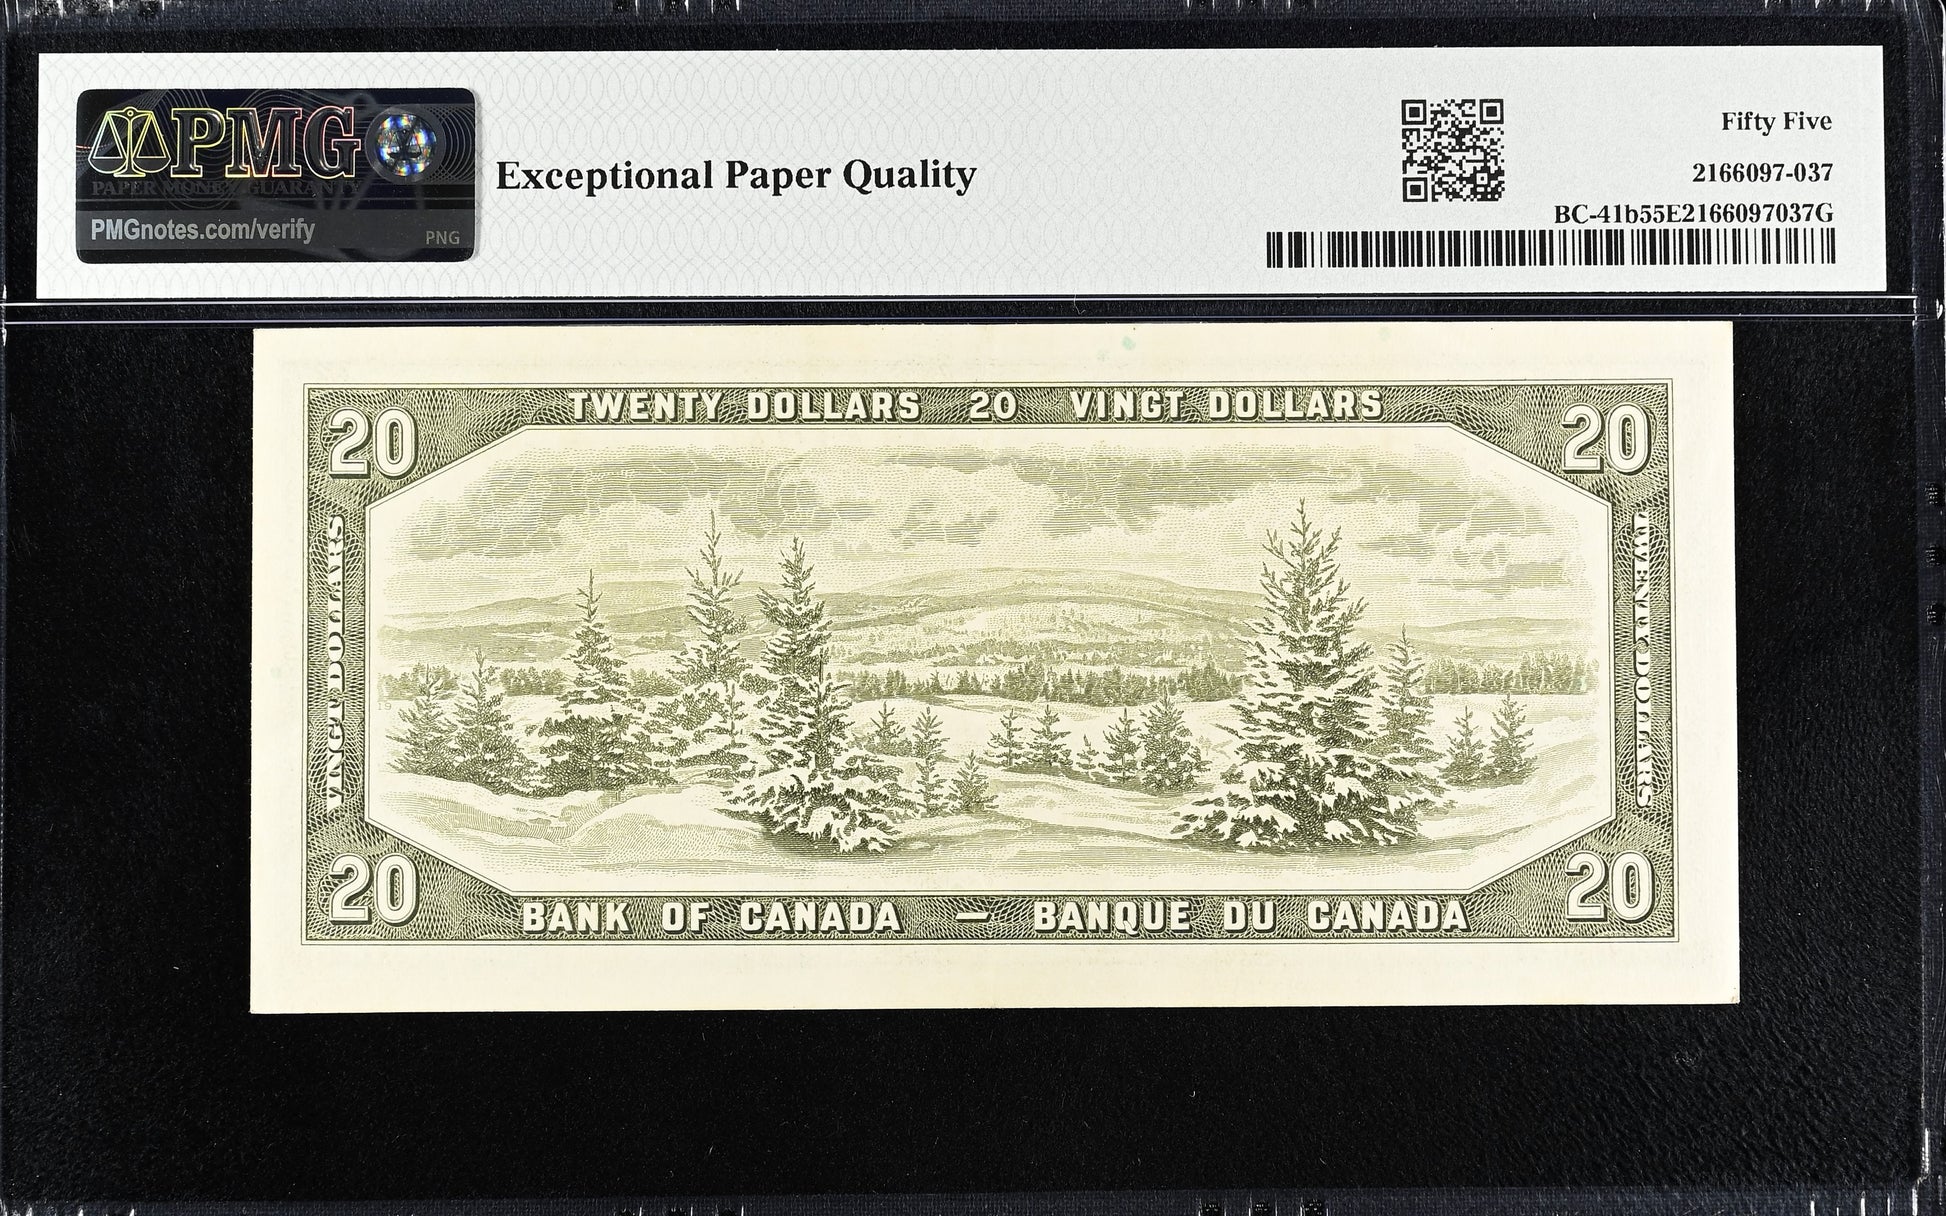 PMG
PAPER MONEY GUARANTY
PMGnotes.com/verify
PNG
Exceptional Paper Quality
Fifty Five
2166097-037
BC-41b55E2166097037G
TWENTY DOLLARS 20 VINGT DOLLARS
20
20
VINGT DOLLARS
TWENTY DOLLARS
19
20
20
BANK OF CANADA — BANQUE DU CANADA